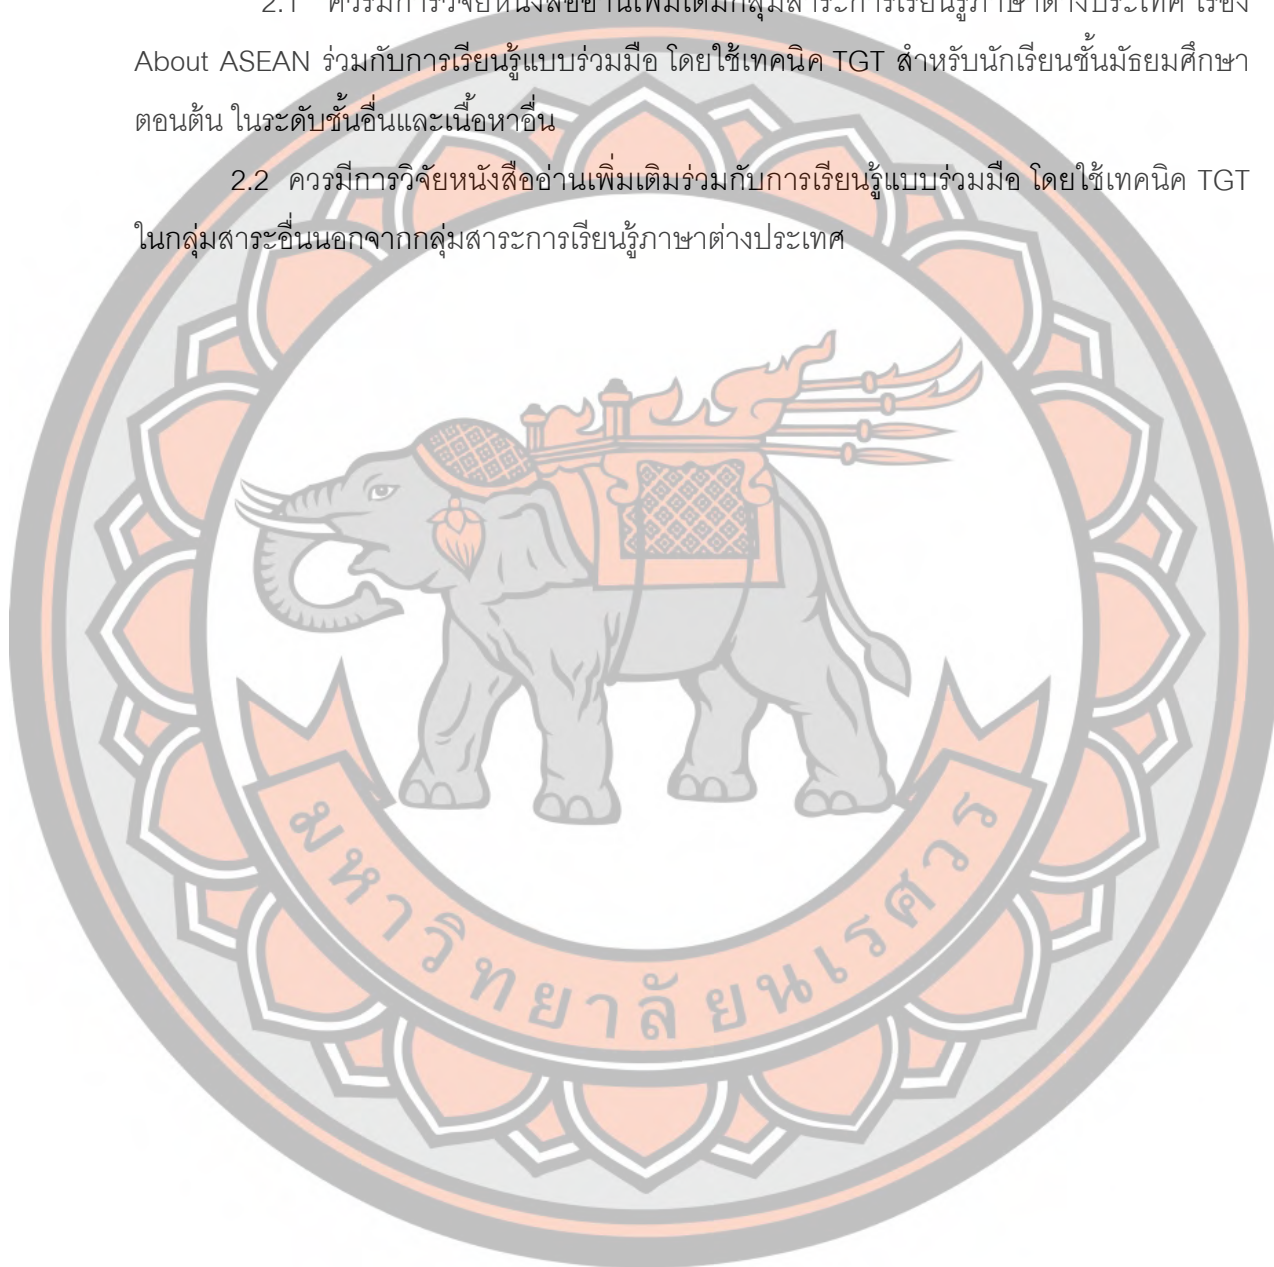 2.1 ควรมีการวิจัยหนังสืออ่านเพิ่มเติมกลุ่มสาระการเรียนรู้ภาษาต่างประเทศ เรื่อง
About ASEAN ร่วมกับการเรียนรู้แบบร่วมมือ โดยใช้เทคนิค TGT สำหรับนักเรียนชั้นมัธยมศึกษา
ตอนต้น ในระดับชั้นอื่นและเนื้อหาอื่น
2.2 ควรมีการวิจัยหนังสืออ่านเพิ่มเติมร่วมกับการเรียนรู้แบบร่วมมือ โดยใช้เทคนิค TGT
ในกลุ่มสาระอื่นนอกจากกลุ่มสาระการเรียนรู้ภาษาต่างประเทศ
มหาวิทยาลัยนเรศวร